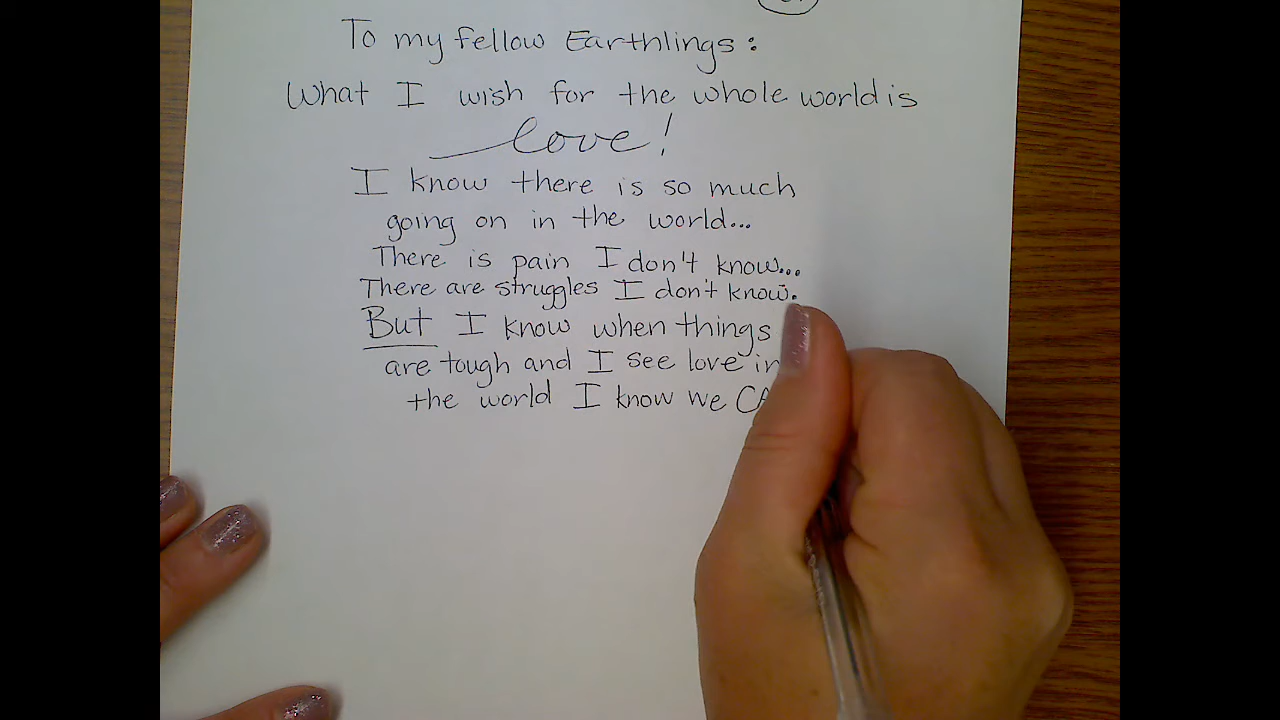 To my fellow Earthlings:
What I wish for the whole world is
love!
I know there is so much
going on in the world...
There is pain I don't know...
There are struggles I don't know.
But I know when things
are tough and I see love in
the world I know we CA